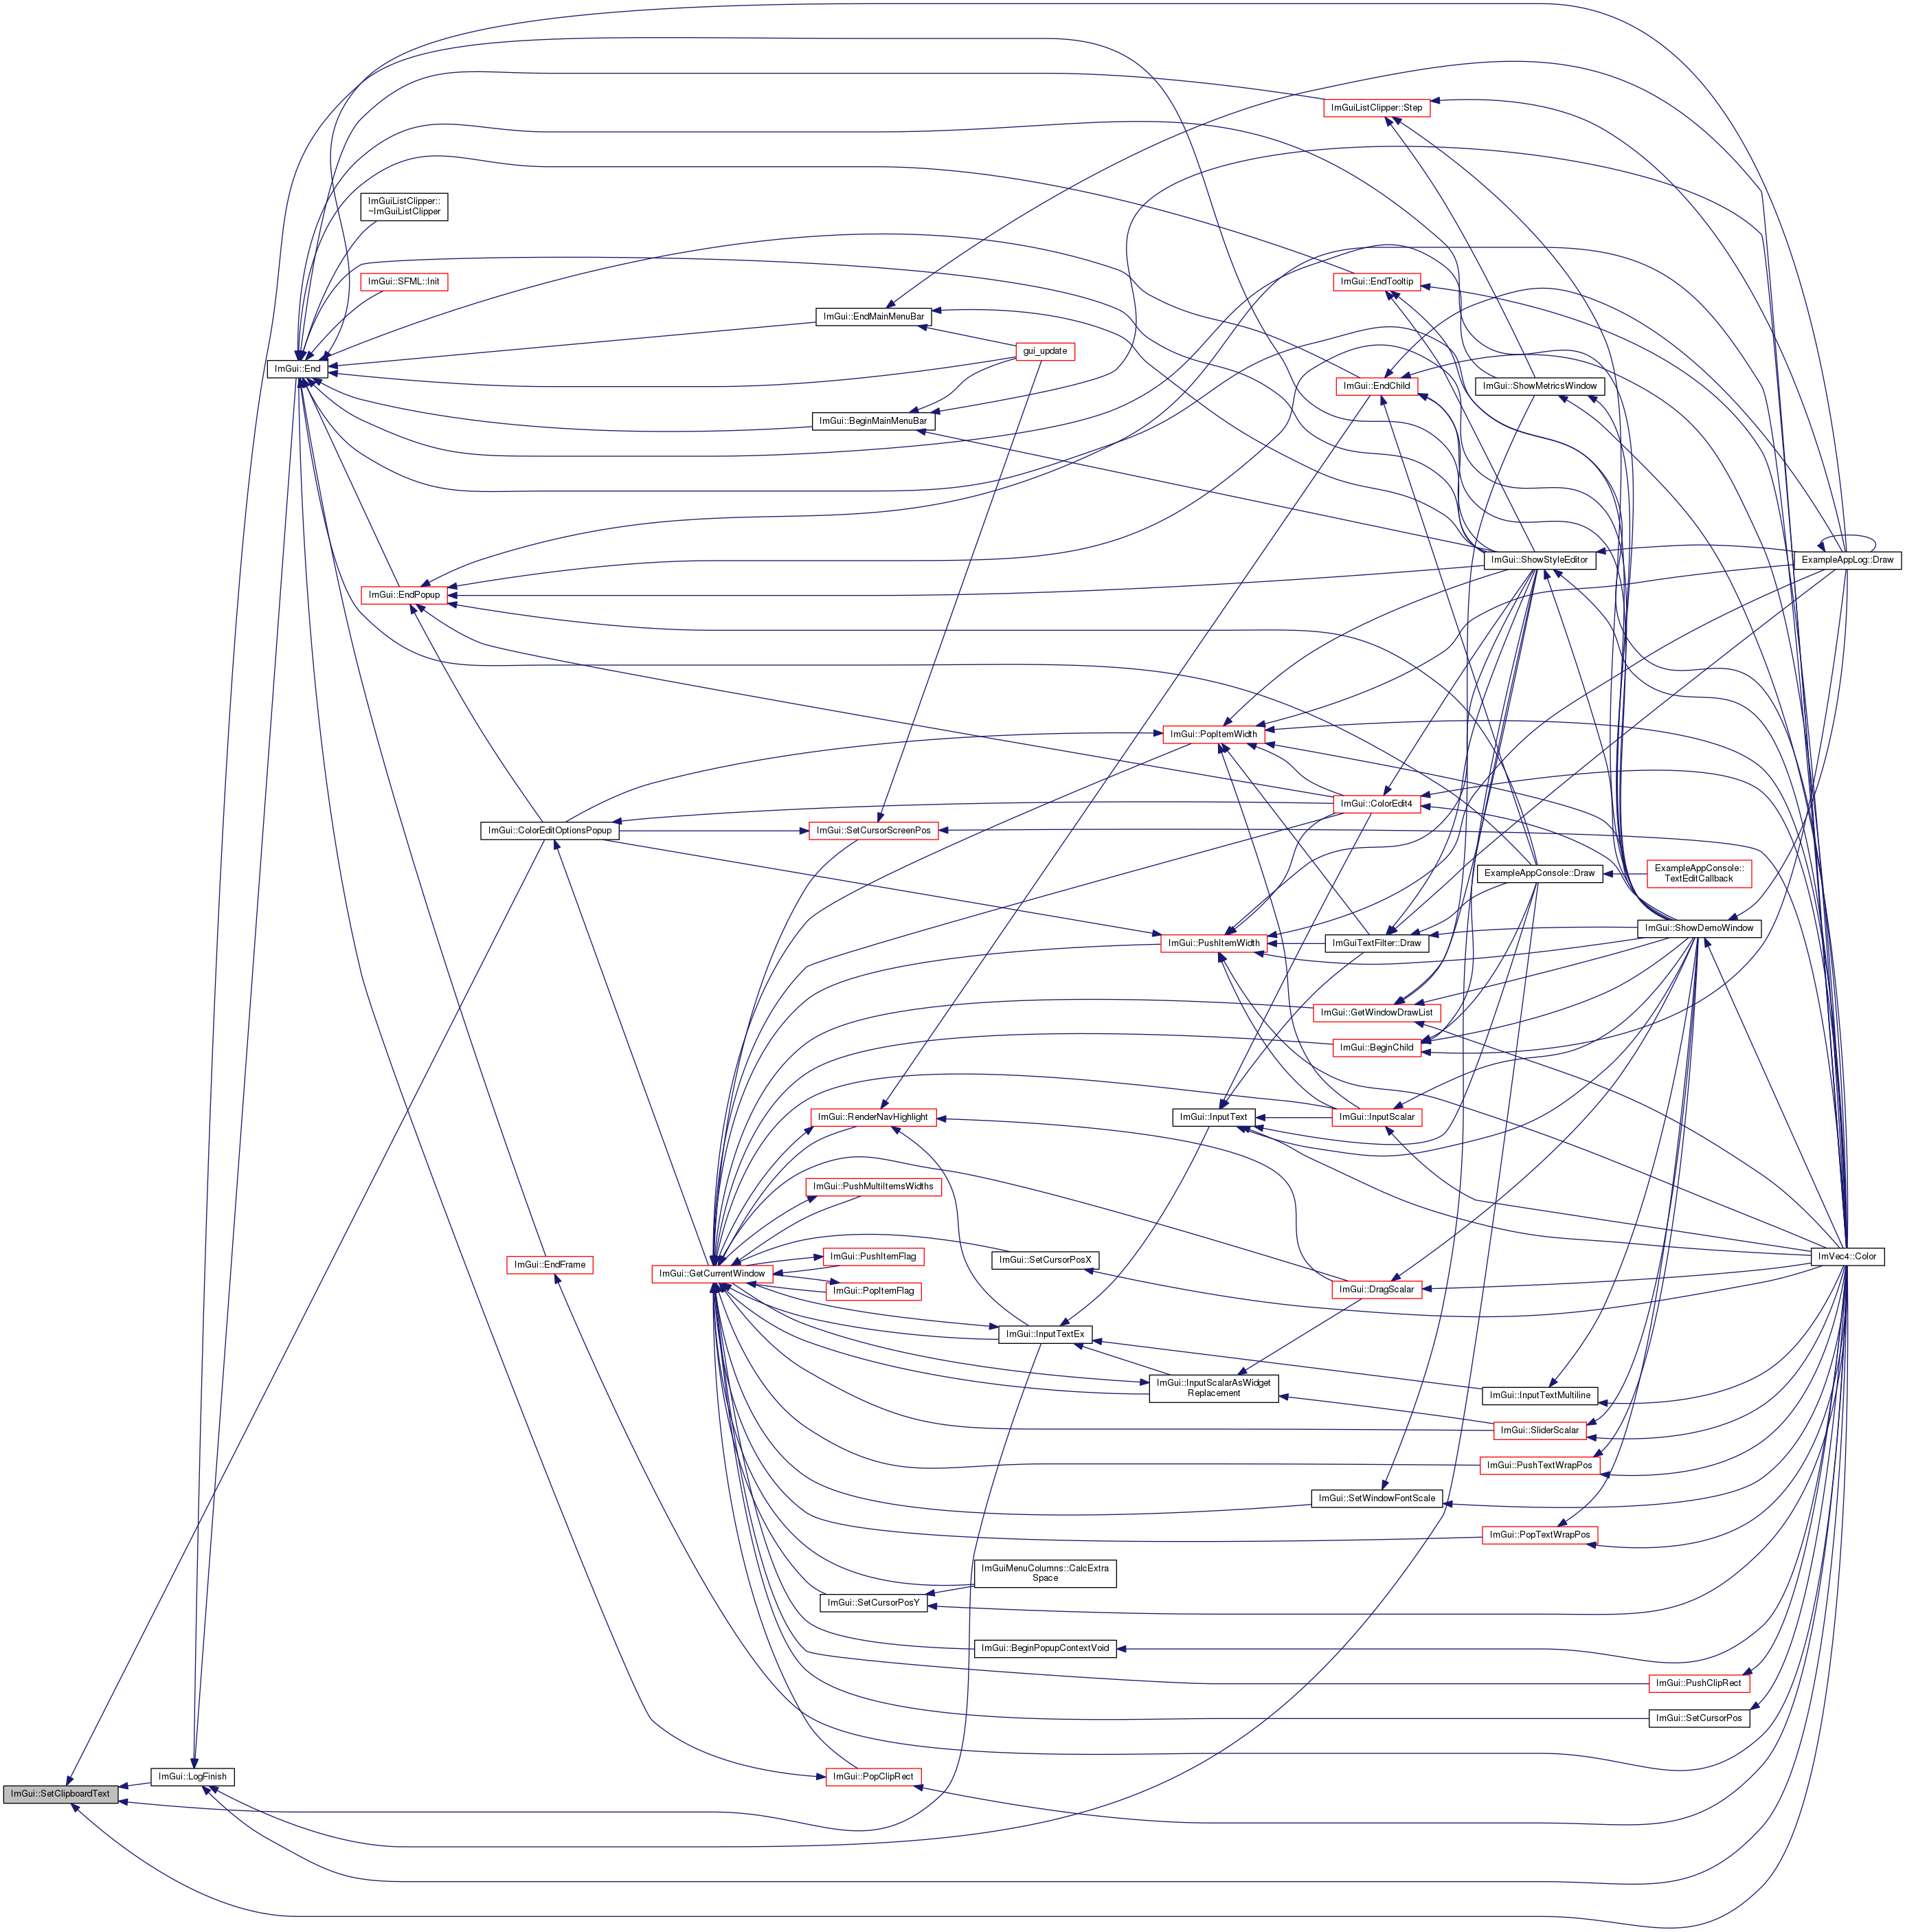 ImGuiListClipper::Step
ImGuiListClipper::
~ImGuiListClipper
ImGui::SFML::Init
ImGui::EndTooltip
ImGui::EndMainMenuBar
gui_update
ImGui::End
ImGui::EndChild
ImGui::ShowMetricsWindow
ImGui::BeginMainMenuBar
ImGui::ShowStyleEditor
ExampleAppLog::Draw
ImGui::EndPopup
ImGui::PopItemWidth
ImGui::ColorEdit4
ImGui::ColorEditOptionsPopup
ImGui::SetCursorScreenPos
ExampleAppConsole::Draw
ExampleAppConsole::
TextEditCallback
ImGui::ShowDemoWindow
ImGui::PushItemWidth
ImGuiTextFilter::Draw
ImGui::GetWindowDrawList
ImGui::BeginChild
ImGui::RenderNavHighlight
ImGui::InputText
ImGui::InputScalar
ImGui::PushMultiItemsWidths
ImGui::PushItemFlag
ImGui::SetCursorPosX
ImVec4::Color
ImGui::EndFrame
ImGui::GetCurrentWindow
ImGui::PopItemFlag
ImGui::DragScalar
ImGui::InputTextEx
ImGui::InputScalarAsWidget
Replacement
ImGui::InputTextMultiline
ImGui::SliderScalar
ImGui::PushTextWrapPos
ImGui::SetWindowFontScale
ImGui::PopTextWrapPos
ImGuiMenuColumns::CalcExtra
Space
ImGui::SetCursorPosY
ImGui::BeginPopupContextVoid
ImGui::PushClipRect
ImGui::SetCursorPos
ImGui::LogFinish
ImGui::PopClipRect
ImGui::SetClipboardText